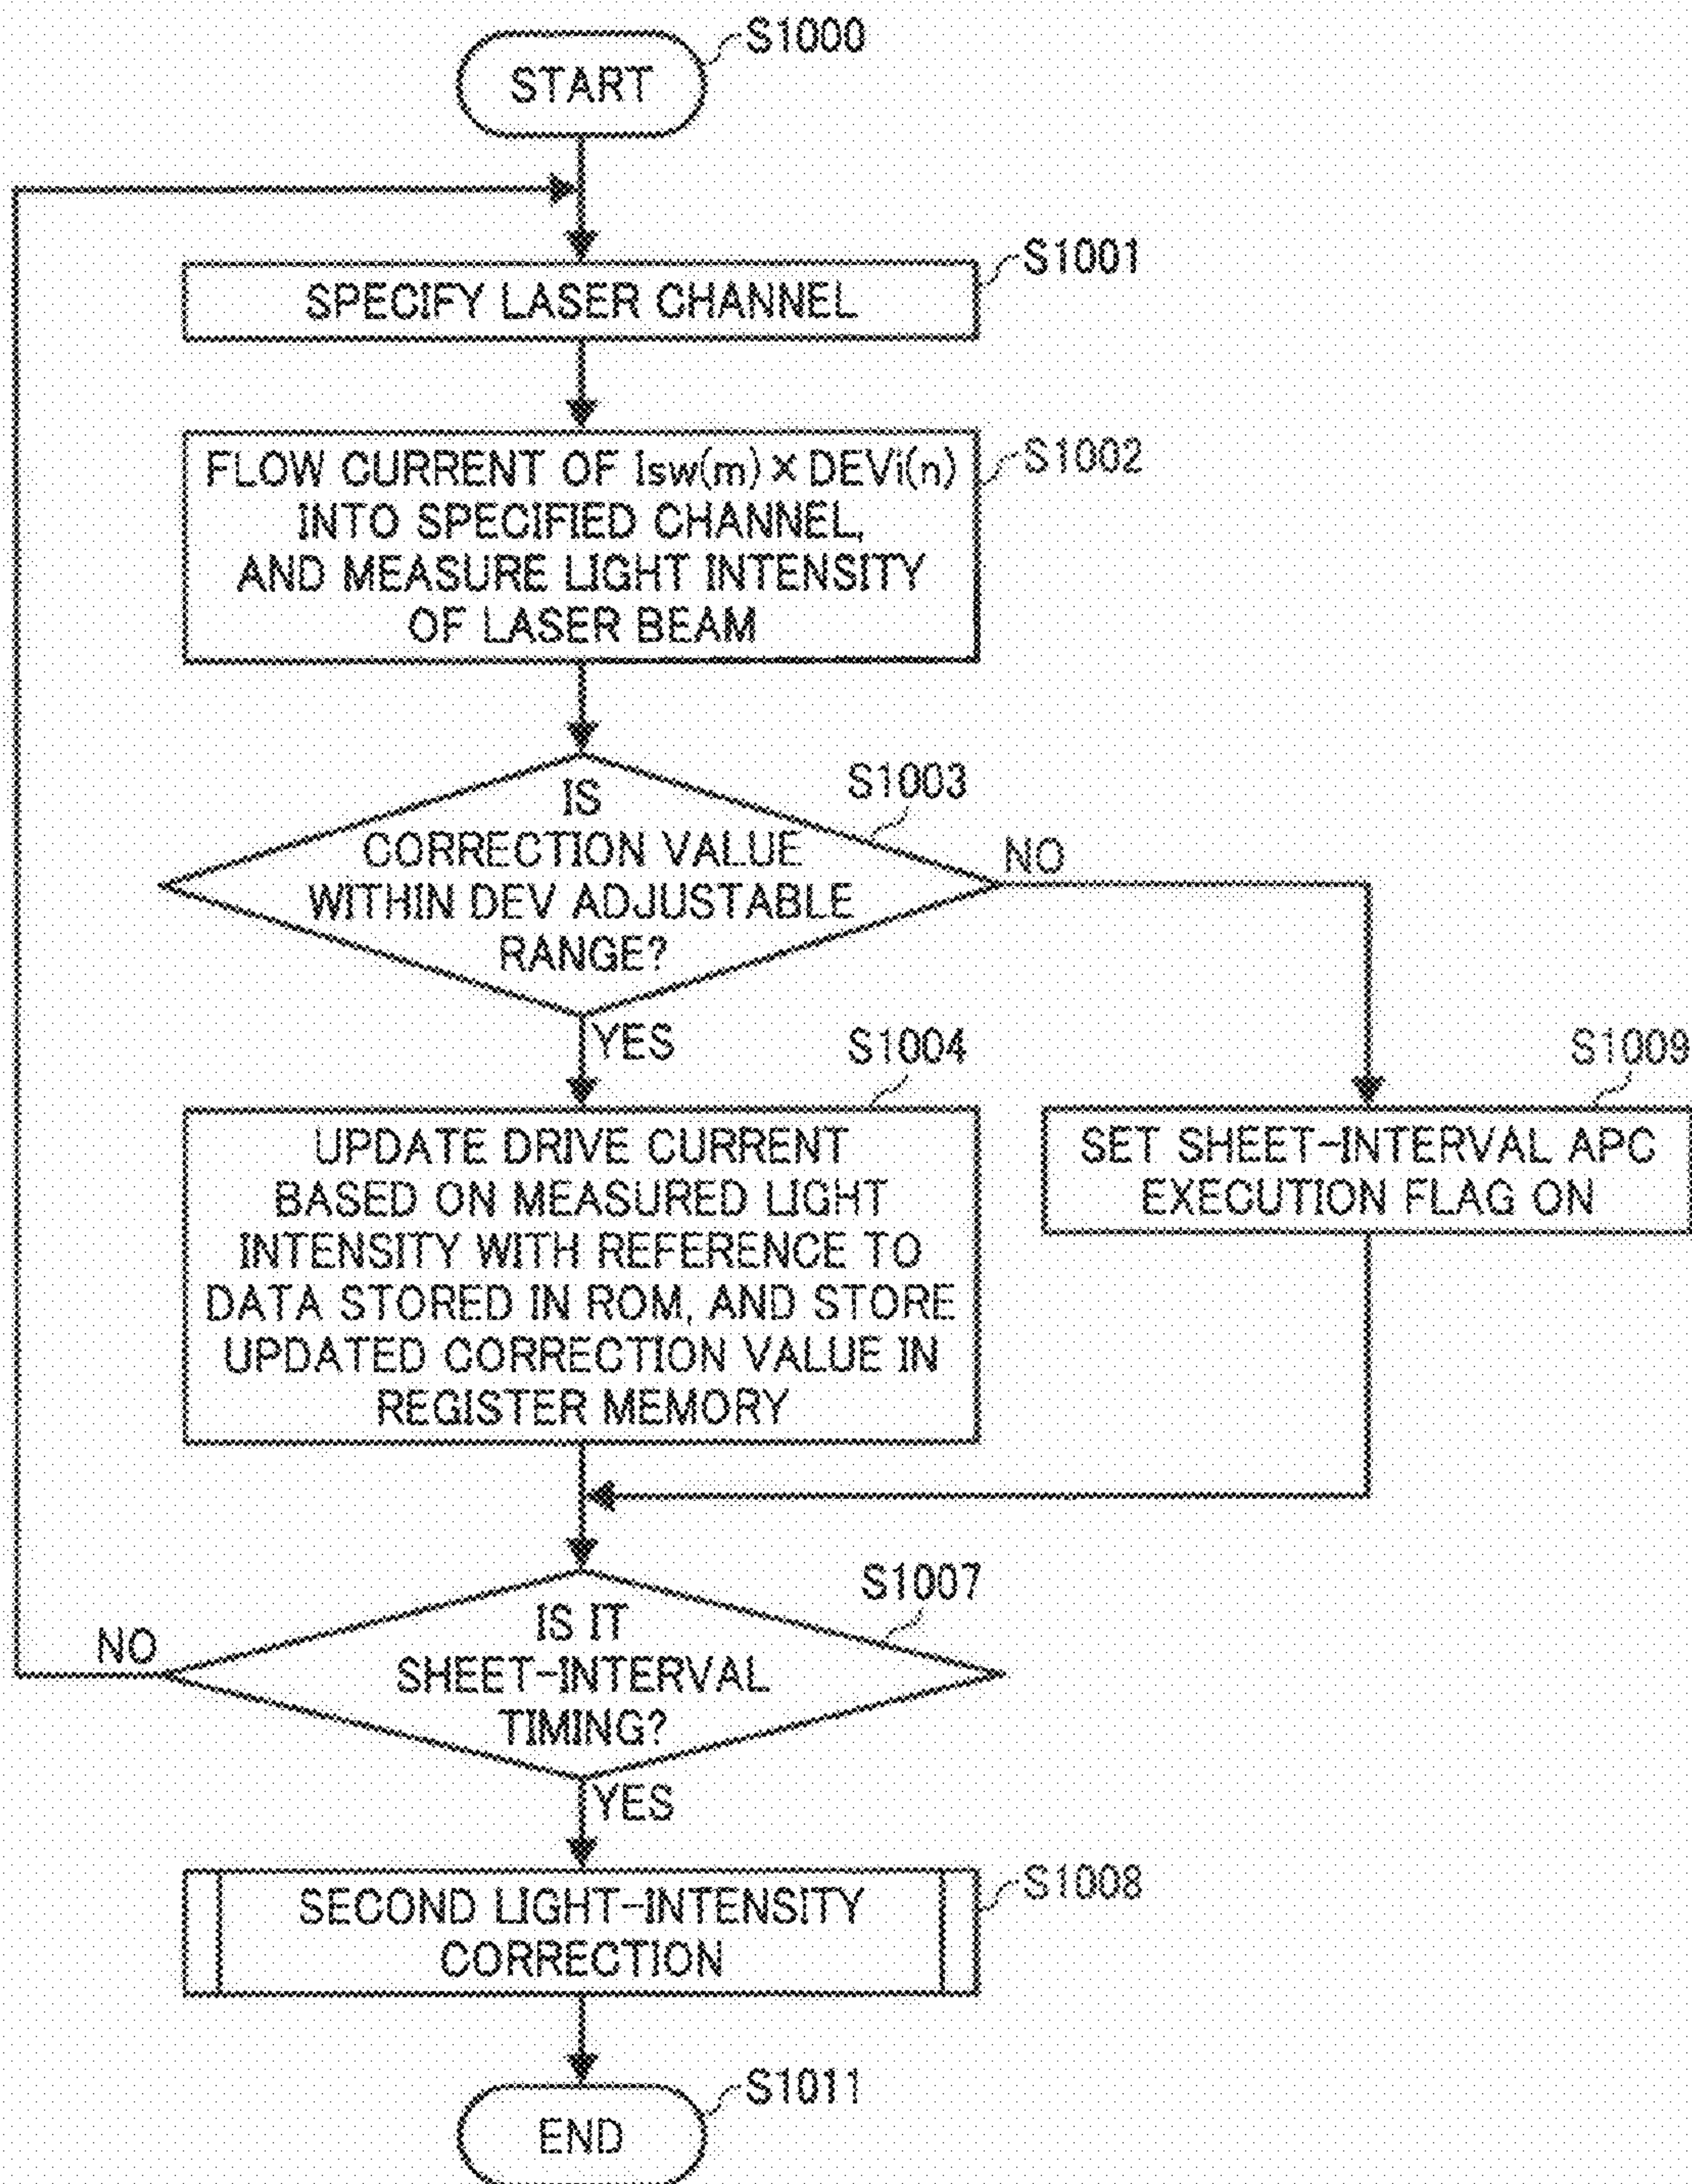 S1000
START
S1001
SPECIFY LASER CHANNEL
S1002
FLOW CURRENT OF Isw(m) × DEVi(n)
INTO SPECIFIED CHANNEL,
AND MEASURE LIGHT INTENSITY
OF LASER BEAM
S1003
IS
CORRECTION VALUE
WITHIN DEV ADJUSTABLE
RANGE?
NO
YES
S1004
UPDATE DRIVE CURRENT
BASED ON MEASURED LIGHT
INTENSITY WITH REFERENCE TO
DATA STORED IN ROM, AND STORE
UPDATED CORRECTION VALUE IN
REGISTER MEMORY
S1009
SET SHEET-INTERVAL APC
EXECUTION FLAG ON
S1007
IS IT
SHEET-INTERVAL
TIMING?
NO
YES
S1008
SECOND LIGHT-INTENSITY
CORRECTION
S1011
END